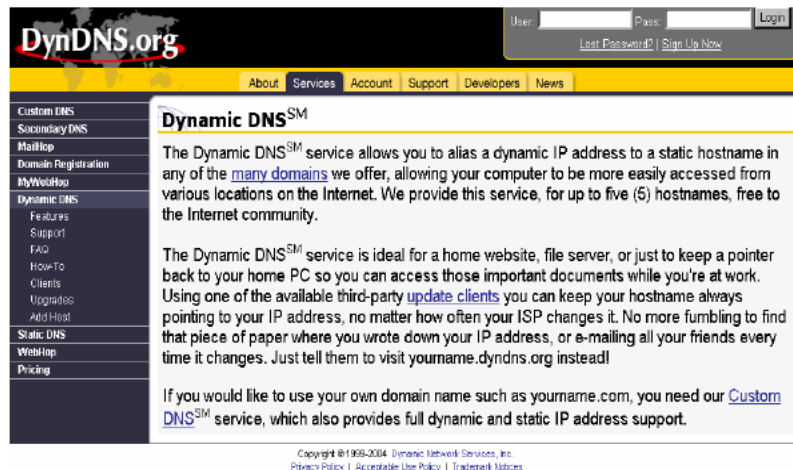 DynDNS.org
User:
Pass:
Login
Lost Password? | Sign Up Now
About Services Account Support Developers News
Custom DNS
Secondary DNS
MailHop
Domain Registration
MyWebHop
Dynamic DNS
Features
Support
FAQ
How-To
Clients
Upgrades
Add Host
Static DNS
WebHop
Pricing
Dynamic DNSSM
The Dynamic DNSSM service allows you to alias a dynamic IP address to a static hostname in
any of the many domains we offer, allowing your computer to be more easily accessed from
various locations on the Internet. We provide this service, for up to five (5) hostnames, free to
the Internet community.
The Dynamic DNSSM service is ideal for a home website, file server, or just to keep a pointer
back to your home PC so you can access those important documents while you're at work.
Using one of the available third-party update clients you can keep your hostname always
pointing to your IP address, no matter how often your ISP changes it. No more fumbling to find
that piece of paper where you wrote down your IP address, or e-mailing all your friends every
time it changes. Just tell them to visit yourname.dyndns.org instead!
If you would like to use your own domain name such as yourname.com, you need our Custom
DNSSM service, which also provides full dynamic and static IP address support.
Copyright ©1999-2004 Dynamic Network Services, Inc.
Privacy Policy | Acceptable Use Policy | Trademark Notices